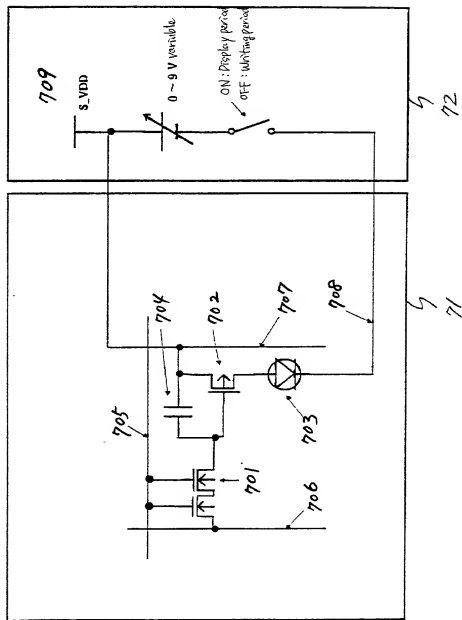 709
S_VDD
0 ~ 9 V variable
ON : Display period
OFF : Writing period
72
704
702
707
705
708
703
701
706
71